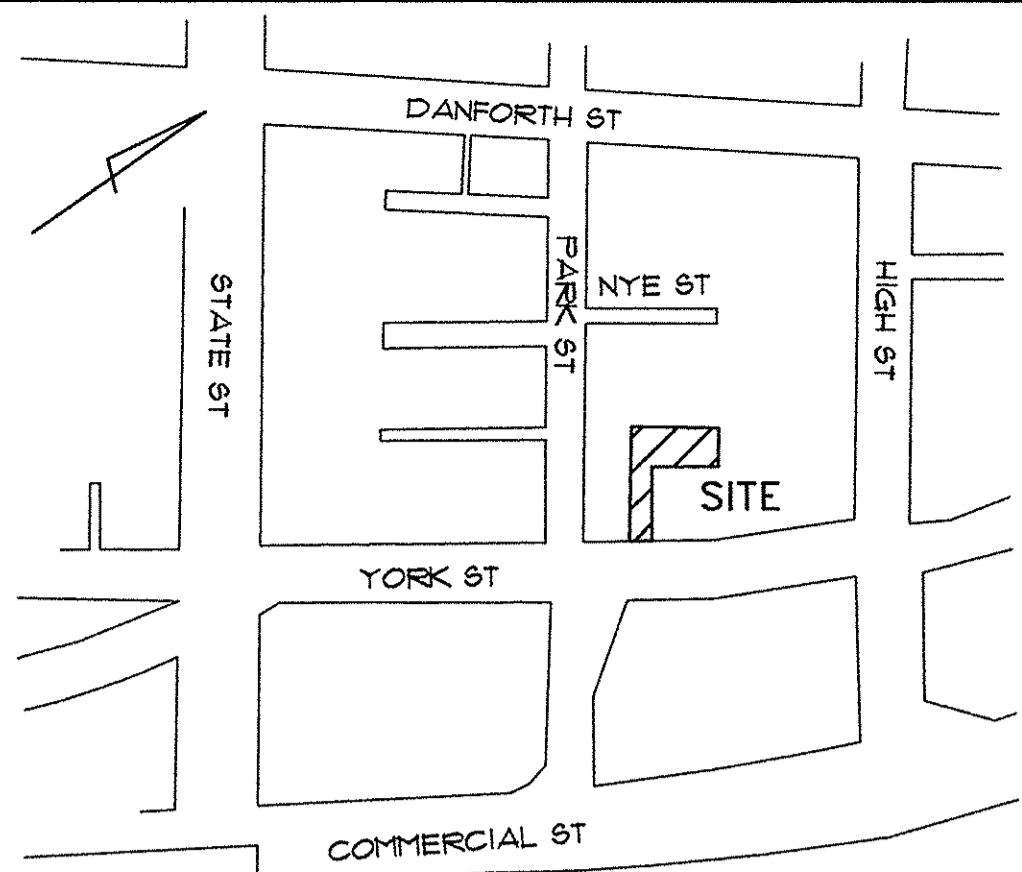 DANFORTH ST
STATE ST
PARK ST
NYE ST
HIGH ST
SITE
YORK ST
COMMERCIAL ST